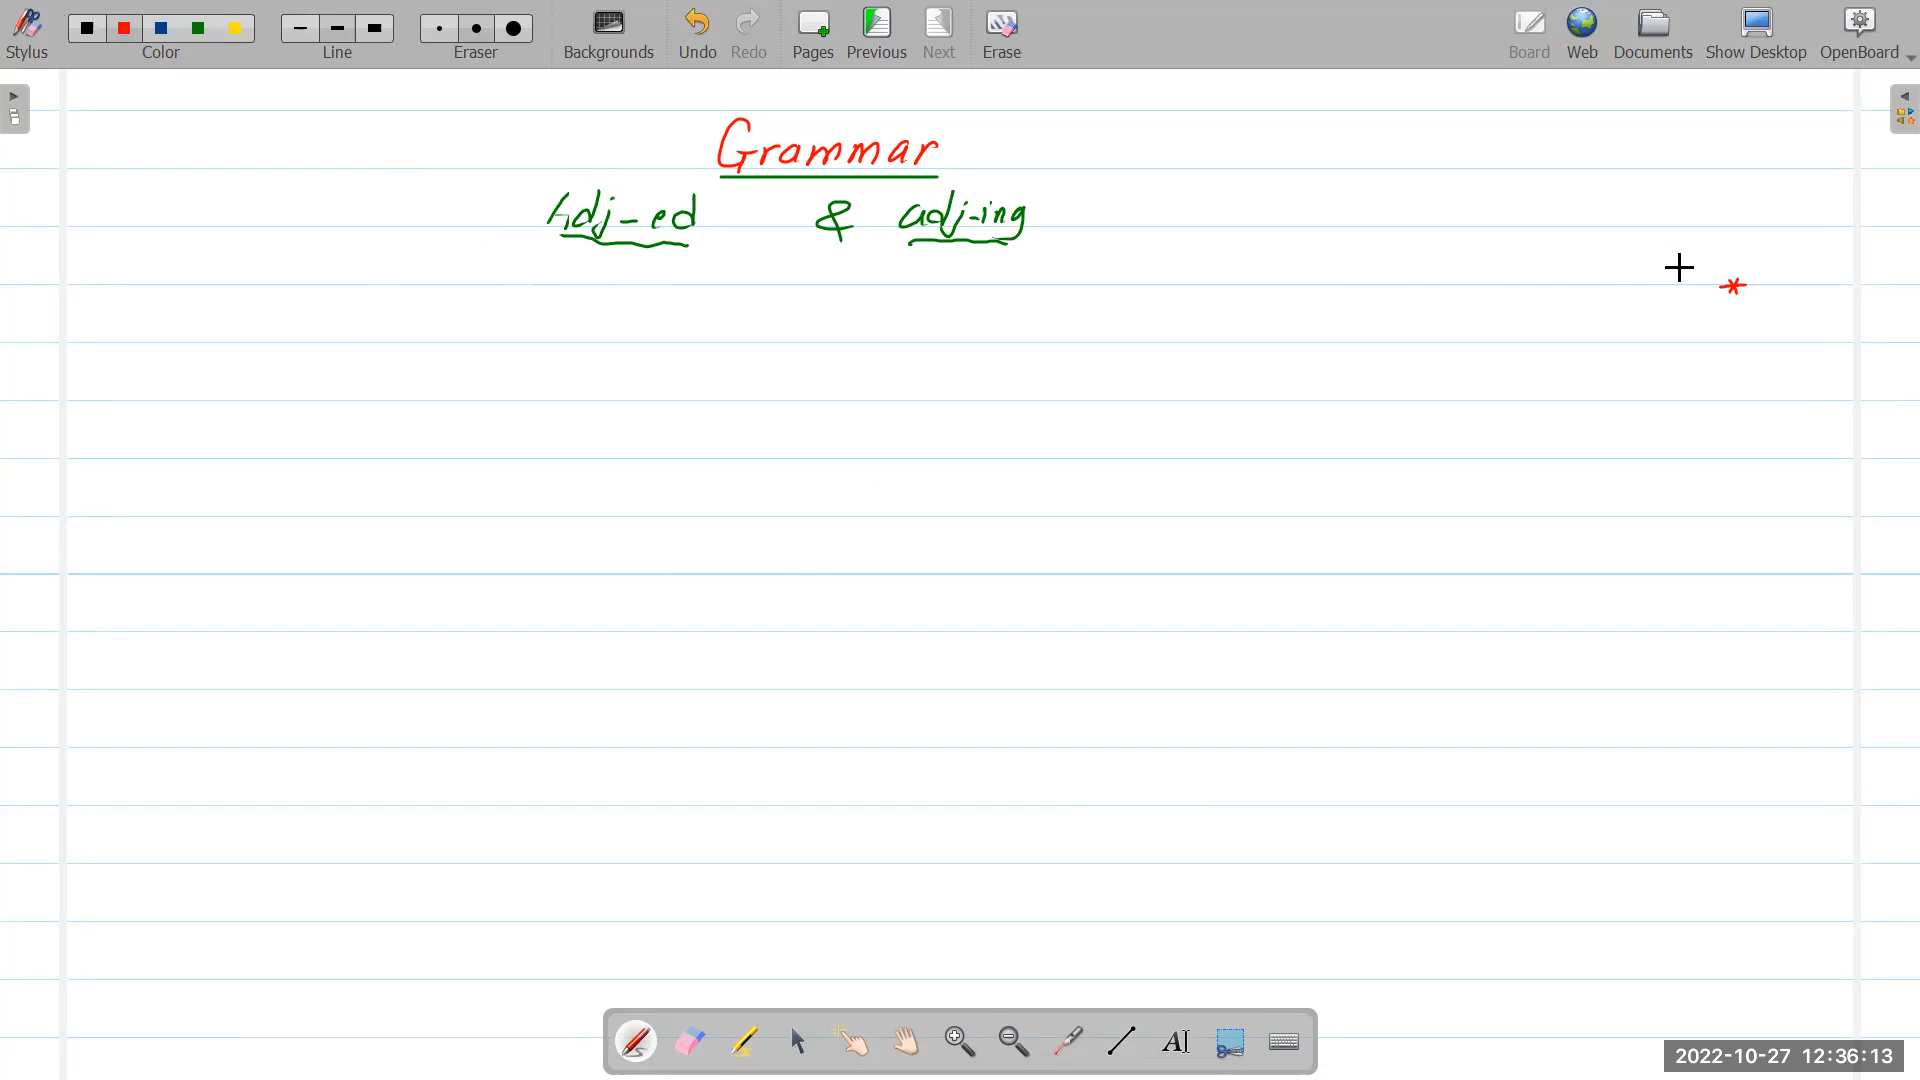 Stylus Color Line Eraser Backgrounds Undo Redo Pages Previous Next Erase Board Web Documents Show Desktop OpenBoard
Grammar
Adj-ed & adj-ing
*
AI
2022-10-27 12:36:13